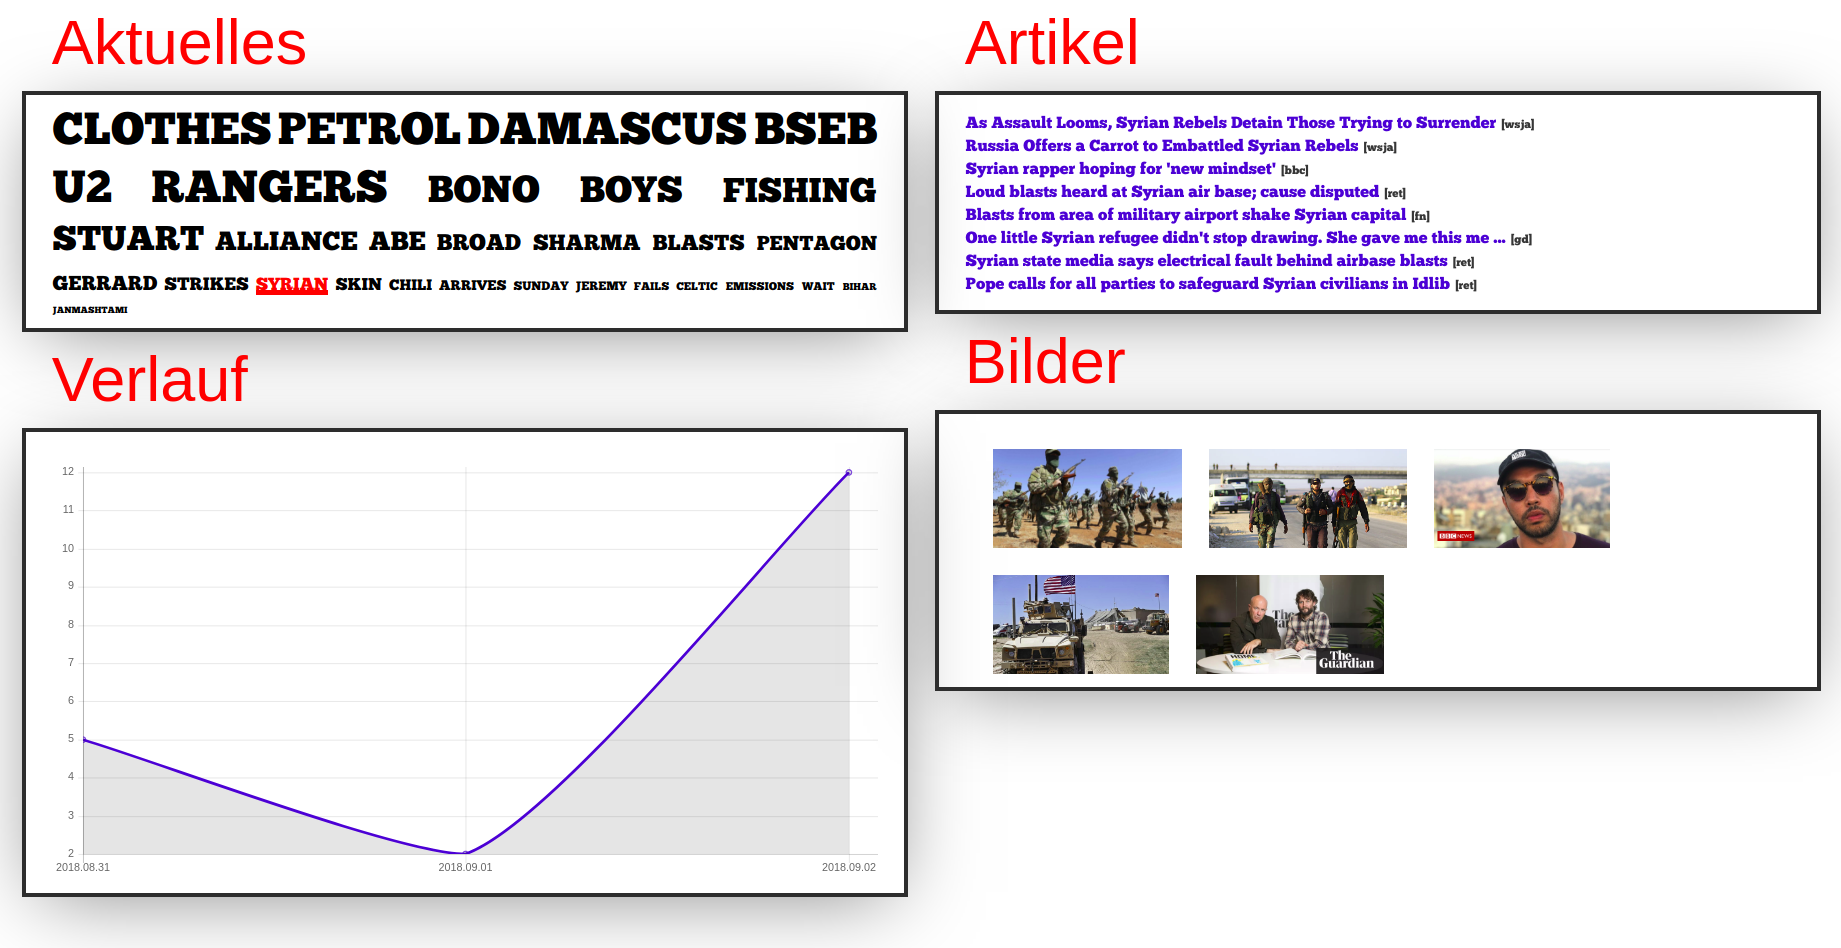 Aktuelles
CLOTHES PETROL DAMASCUS BSEB
U2 RANGERS BONO BOYS FISHING
STUART ALLIANCE ABE BROAD SHARMA BLASTS PENTAGON
GERRARD STRIKES SYRIAN SKIN CHILI ARRIVES SUNDAY JEREMY FAILS CELTIC EMISSIONS WAIT BIHAR
JANMASHTAMI
Verlauf
12
11
10
9
8
7
6
5
4
3
2
2018.08.31 2018.09.01 2018.09.02
Artikel
As Assault Looms, Syrian Rebels Detain Those Trying to Surrender [wsja]
Russia Offers a Carrot to Embattled Syrian Rebels [wsja]
Syrian rapper hoping for 'new mindset' [bbc]
Loud blasts heard at Syrian air base; cause disputed [ret]
Blasts from area of military airport shake Syrian capital [fn]
One little Syrian refugee didn't stop drawing. She gave me this me ... [gd]
Syrian state media says electrical fault behind airbase blasts [ret]
Pope calls for all parties to safeguard Syrian civilians in Idlib [ret]
Bilder
BBC NEWS
The
HOME
The
Guardian